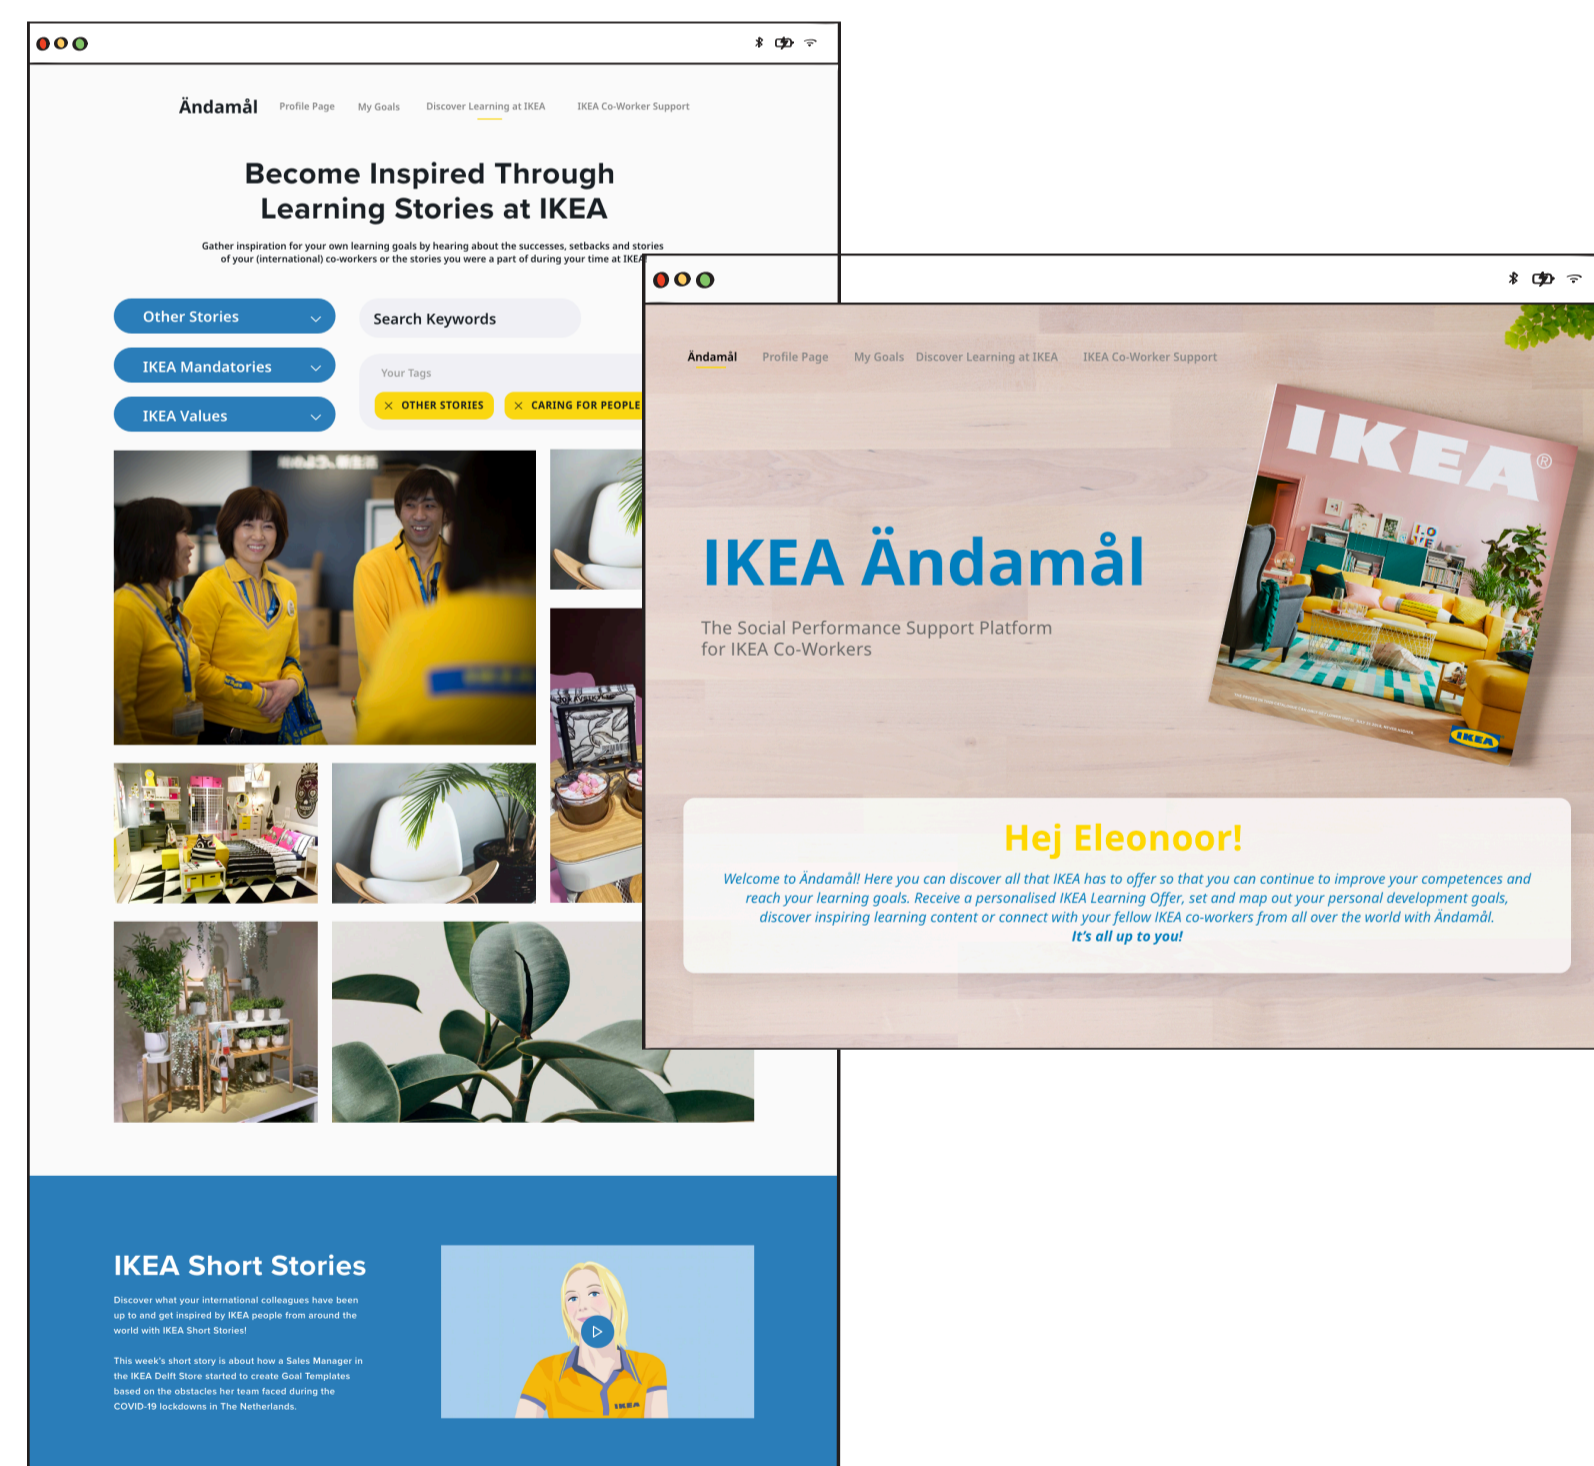 Ändamål Profile Page My Goals Discover Learning at IKEA IKEA Co-Worker Support
Become Inspired Through
Learning Stories at IKEA
Gather inspiration for your own learning goals by hearing about the successes, setbacks and stories
of your (international) co-workers or the stories you were a part of during your time at IKEA!
Other Stories
IKEA Mandatories
IKEA Values
Search Keywords
Your Tags
OTHER STORIES CARING FOR PEOPLE
IKEA Short Stories
Discover what your international colleagues have been
up to and get inspired by IKEA people from around the
world with IKEA Short Stories!
This week's short story is about how a Sales Manager in
the IKEA Delft Store started to create Goal Templates
based on the obstacles her team faced during the
COVID-19 lockdowns in The Netherlands.
IKEA
Ändamål Profile Page My Goals Discover Learning at IKEA IKEA Co-Worker Support
IKEA®
IKEA Ändamål
The Social Performance Support Platform
for IKEA Co-Workers
IKEA
Hej Eleonoor!
Welcome to Ändamål! Here you can discover all that IKEA has to offer so that you can continue to improve your competences and
reach your learning goals. Receive a personalised IKEA Learning Offer, set and map out your personal development goals,
discover inspiring learning content or connect with your fellow IKEA co-workers from all over the world with Ändamål.
It's all up to you!